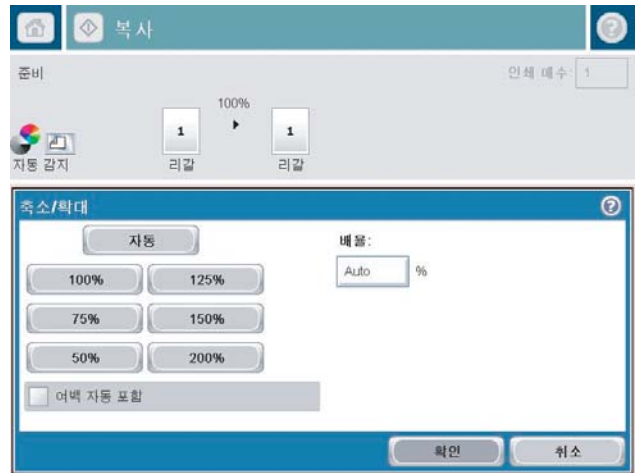 복사
준비
인쇄 매수: 1
100%
1 1
자동 감지 리갈 리갈
축소/확대
자동
배율:
100% 125%
Auto %
75% 150%
50% 200%
여백 자동 포함
확인 취소